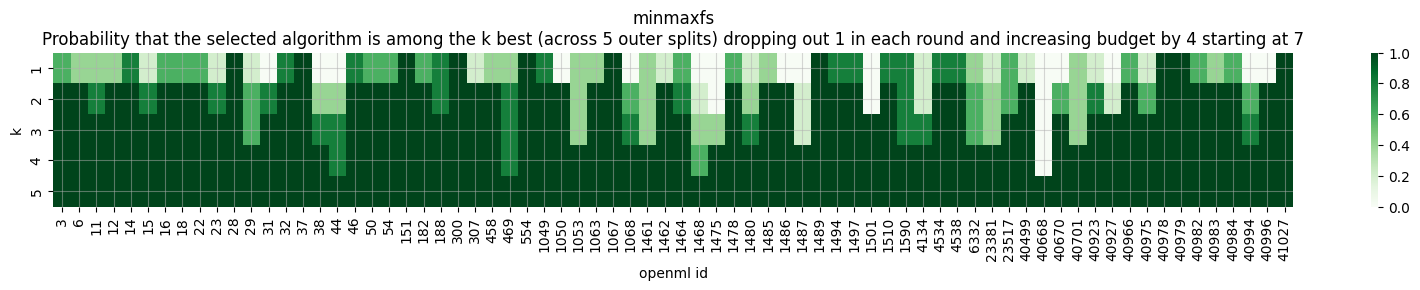 minmaxfs
Probability that the selected algorithm is among the k best (across 5 outer splits) dropping out 1 in each round and increasing budget by 4 starting at 7
k
1
2
3
4
5
3 6 11 12 14 15 16 18 22 23 28 29 31 32 37 38 44 46 50 54 151 182 188 300 307 458 469 554 1049 1050 1053 1063 1067 1068 1461 1462 1464 1468 1475 1478 1480 1485 1486 1487 1489 1494 1497 1501 1510 1590 4134 4534 4538 6332 23381 23517 40499 40668 40670 40701 40923 40927 40966 40975 40978 40979 40982 40983 40984 40994 40996 41027
openml id
1.0
0.8
0.6
0.4
0.2
0.0